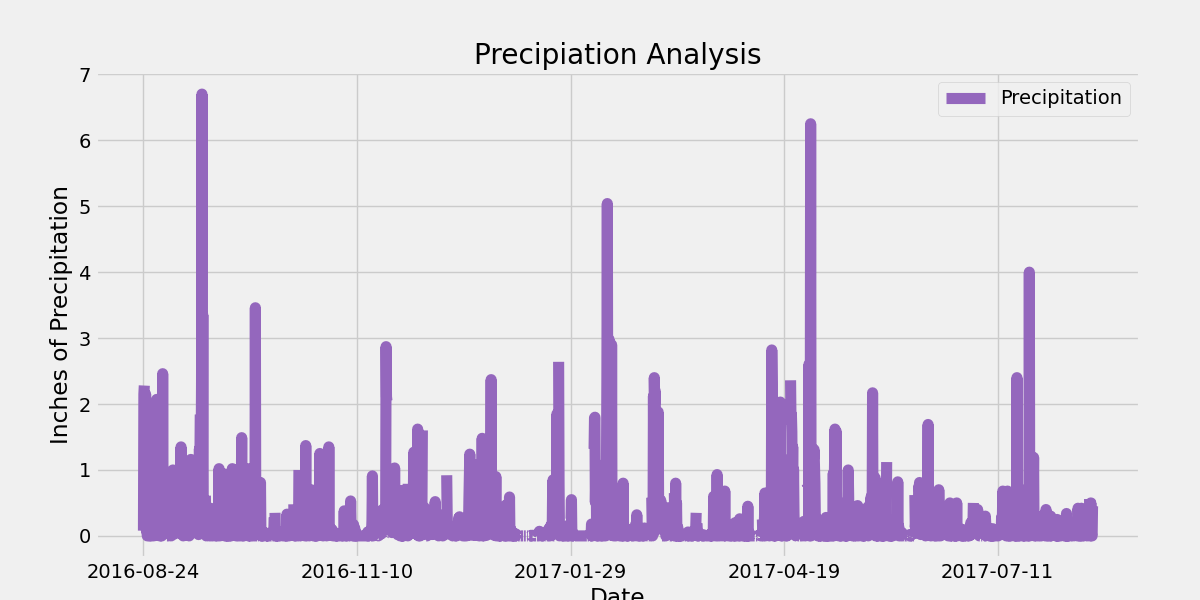 Precipiation Analysis
Precipitation
Inches of Precipitation
7
6
5
4
3
2
1
0
2016-08-24 2016-11-10 2017-01-29 2017-04-19 2017-07-11
Date